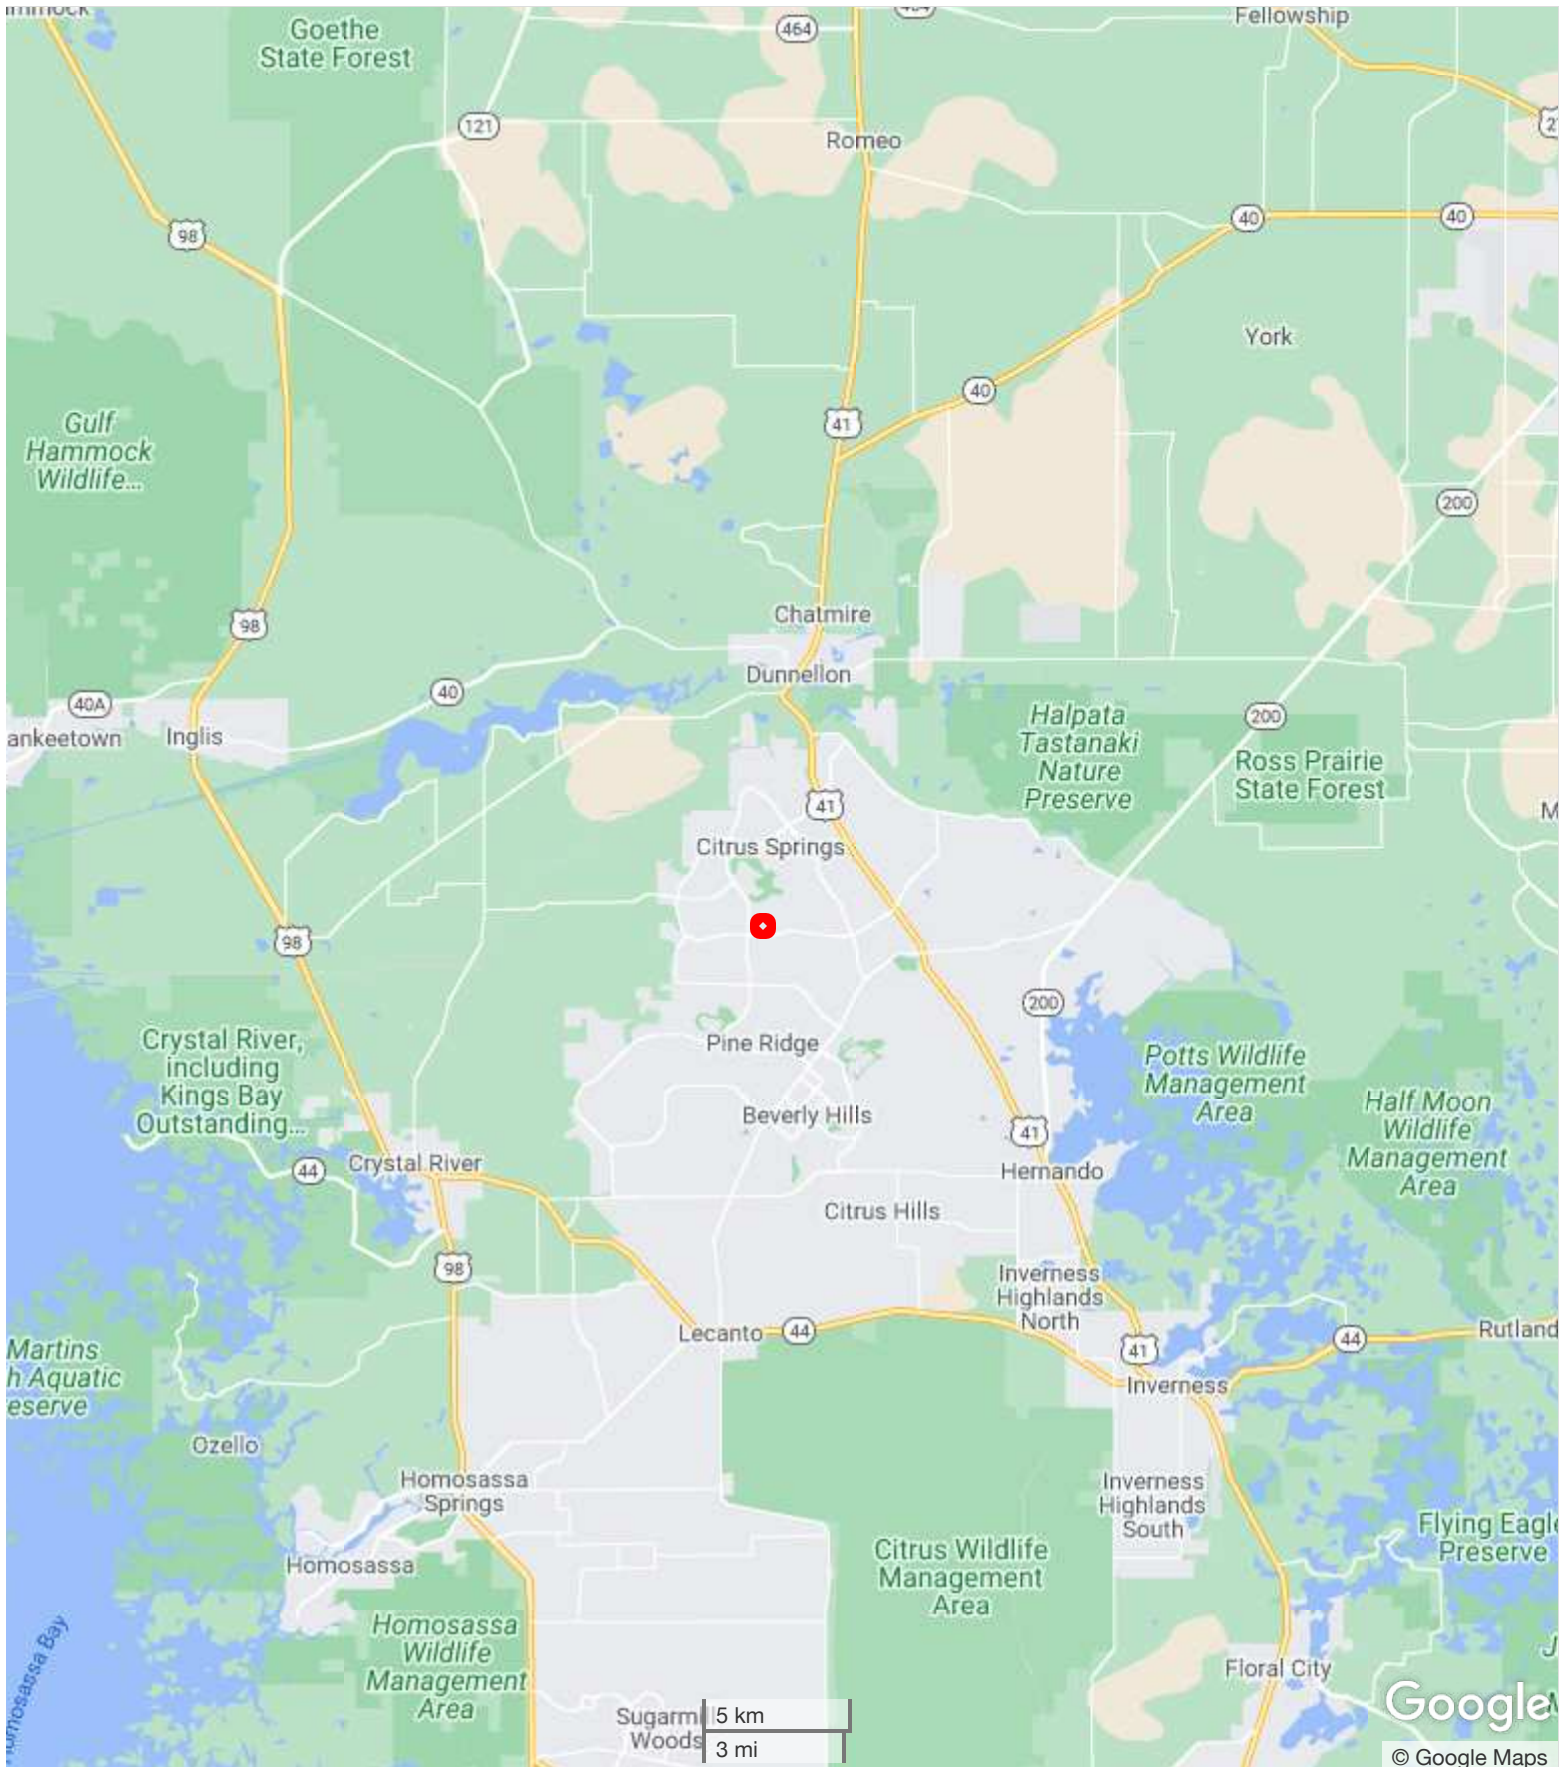 Goethe
State Forest
464
Fellowship
121
Romeo
98
40
40
York
Gulf
Hammock
Wildlife...
40
41
200
98
Chatmire
Dunnellon
40A
40
ankeetown
Inglis
Halpata
Tastanaki
Nature
Preserve
200
Ross Prairie
State Forest
41
M
Citrus Springs
98
200
Crystal River,
including
Kings Bay
Outstanding...
Pine Ridge
Potts Wildlife
Management
Area
Half Moon
Wildlife
Management
Area
Beverly Hills
41
44
Crystal River
Hernando
Citrus Hills
98
Inverness
Highlands
North
Lecanto
44
44
Rutland
41
Martins
h Aquatic
eserve
Inverness
Ozello
Homosassa
Springs
Inverness
Highlands
South
Flying Eagle
Preserve
Homosassa
Citrus Wildlife
Management
Area
Homosassa
Wildlife
Management
Area
Homosassa Bay
Floral City
Sugarmil
Woods
5 km
3 mi
Google
© Google Maps